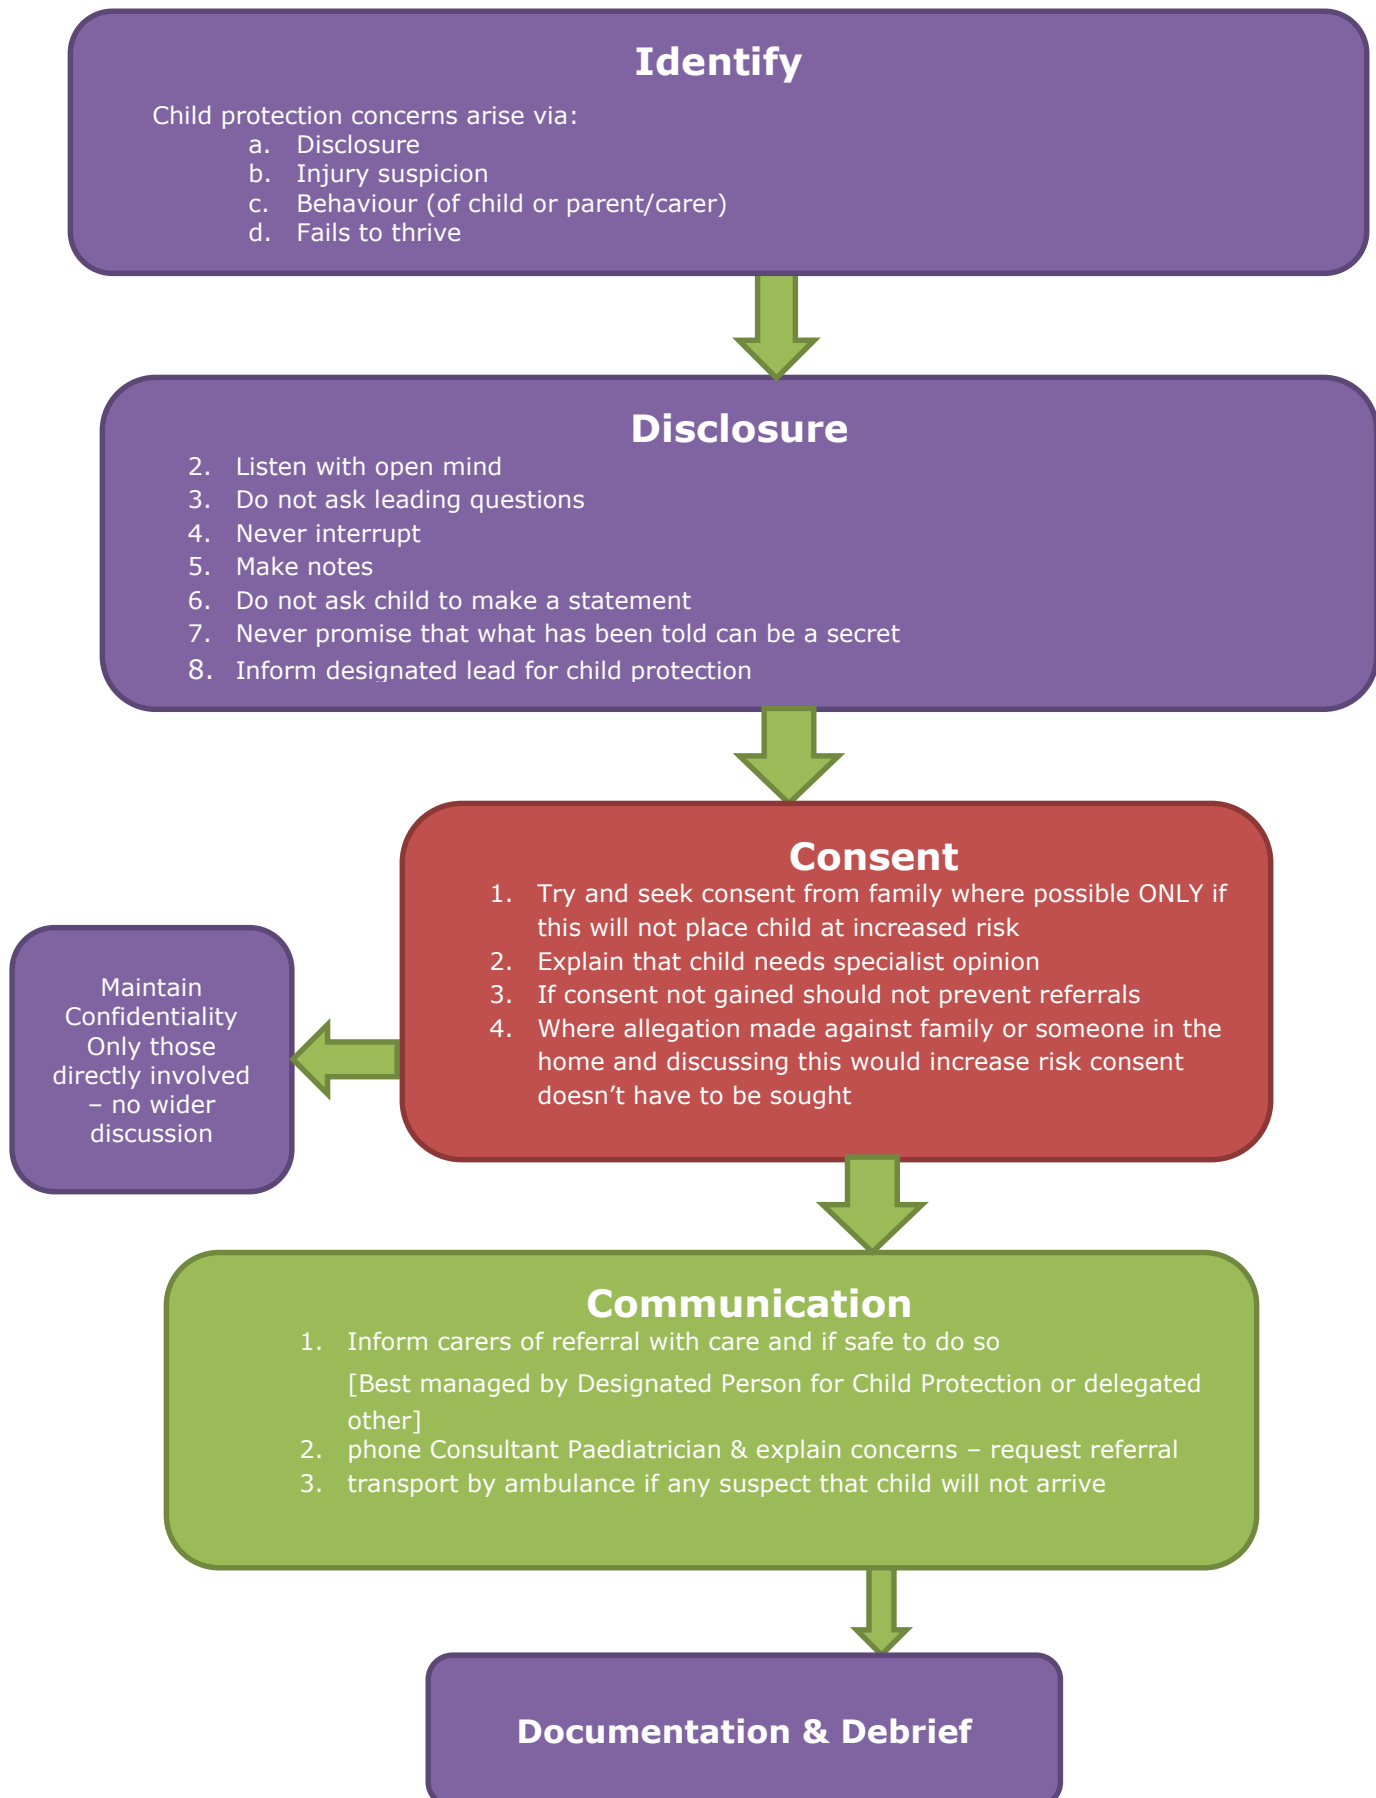 Identify
Child protection concerns arise via:
a. Disclosure
b. Injury suspicion
c. Behaviour (of child or parent/carer)
d. Fails to thrive
Disclosure
2. Listen with open mind
3. Do not ask leading questions
4. Never interrupt
5. Make notes
6. Do not ask child to make a statement
7. Never promise that what has been told can be a secret
8. Inform designated lead for child protection
Consent
1. Try and seek consent from family where possible ONLY if
this will not place child at increased risk
2. Explain that child needs specialist opinion
3. If consent not gained should not prevent referrals
4. Where allegation made against family or someone in the
home and discussing this would increase risk consent
doesn’t have to be sought
Maintain
Confidentiality
Only those
directly involved
– no wider
discussion
Communication
1. Inform carers of referral with care and if safe to do so
[Best managed by Designated Person for Child Protection or delegated
other]
2. phone Consultant Paediatrician & explain concerns – request referral
3. transport by ambulance if any suspect that child will not arrive
Documentation & Debrief